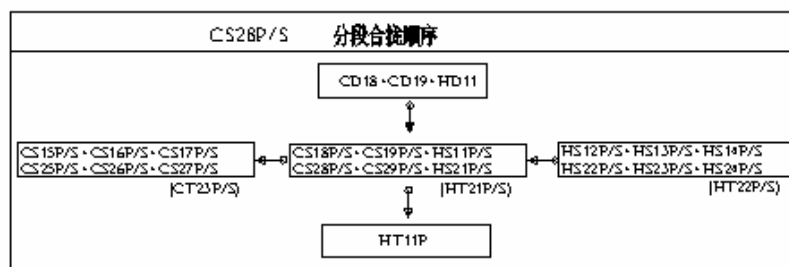 CS28P/S 分段合拢顺序
CD18·CD19·HD11
CS15P/S·CS16P/S·CS17P/S
CS25P/S·CS26P/S·CS27P/S
(CT23P/S)
CS18P/S·CS19P/S·HS11P/S
CS28P/S·CS29P/S·HS21P/S
(HT21P/S)
HS12P/S·HS13P/S·HS14P/S
HS22P/S·HS23P/S·HS24P/S
(HT22P/S)
HT11P